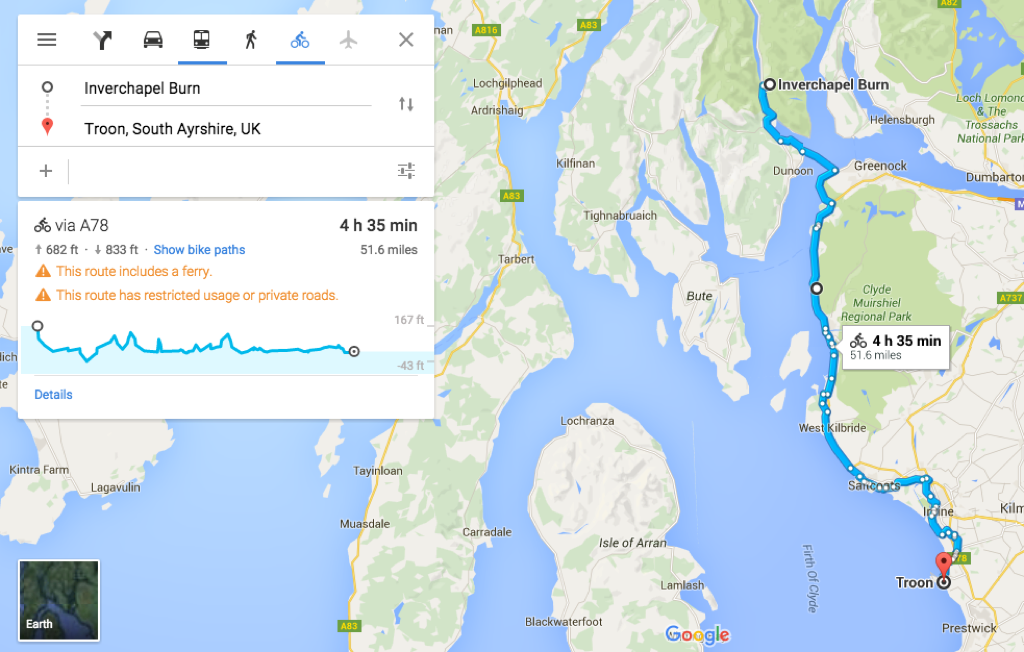 Inverchapel Burn
Troon, South Ayrshire, UK
via A78
4 h 35 min
682 ft · 833 ft · Show bike paths
51.6 miles
This route includes a ferry.
This route has restricted usage or private roads.
167 ft
-43 ft
Details
Earth
A816
A83
A82
Lochgilphead
Ardrishaig
Inverchapel Burn
Loch Lomond
& The
Trossachs
National Park
Helensburgh
Kilfinan
Dunoon
Greenock
Dumbarton
A83
Tighnabruaich
M
Tarbert
Bute
Clyde
Muirshiel
Regional Park
A737
4 h 35 min
51.6 miles
Lochranza
West Kilbride
Kintra Farm
Lagavulin
Tayinloan
Saltcoats
Irvine
Kilm
Muasdale
Carradale
Isle of Arran
Firth Of Clyde
78
Troon
Lamlash
Blackwaterfoot
A83
Google
Prestwick